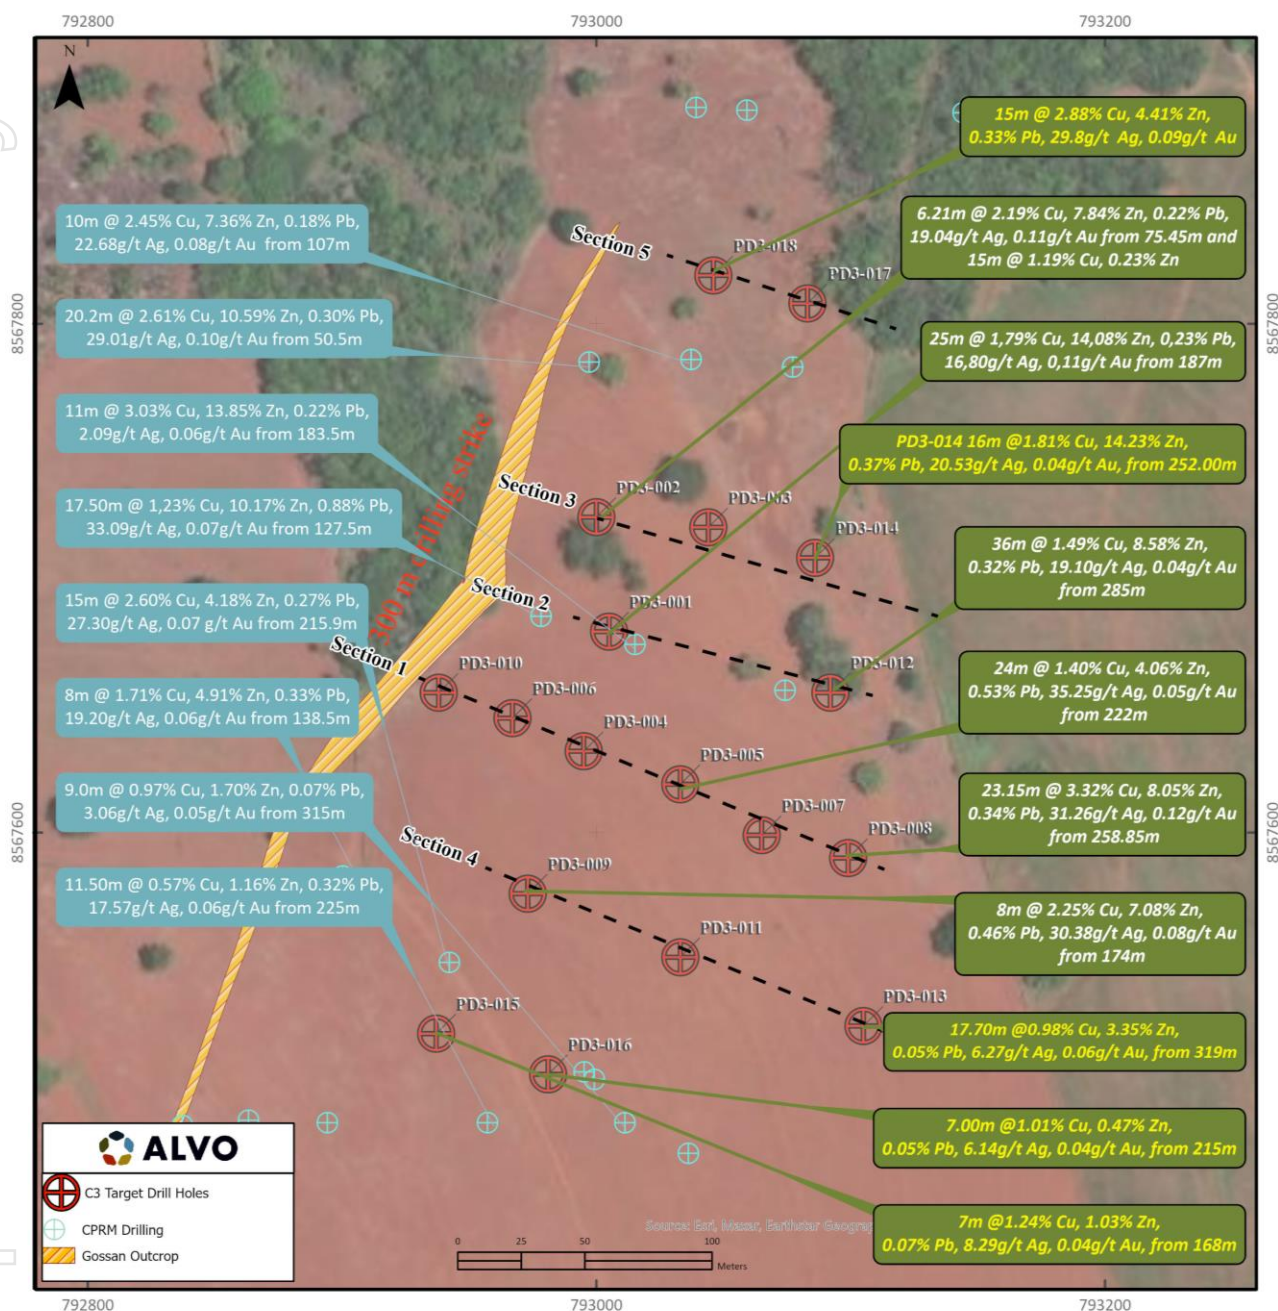 792800
793000
793200
N
15m @ 2.88% Cu, 4.41% Zn,
0.33% Pb, 29.8g/t Ag, 0.09g/t Au
10m @ 2.45% Cu, 7.36% Zn, 0.18% Pb,
22.68g/t Ag, 0.08g/t Au from 107m
6.21m @ 2.19% Cu, 7.84% Zn, 0.22% Pb,
19.04g/t Ag, 0.11g/t Au from 75.45m and
15m @ 1.19% Cu, 0.23% Zn
Section 5
PD3-018
PD3-017
8567800
8567800
20.2m @ 2.61% Cu, 10.59% Zn, 0.30% Pb,
29.01g/t Ag, 0.10g/t Au from 50.5m
25m @ 1,79% Cu, 14,08% Zn, 0,23% Pb,
16,80g/t Ag, 0,11g/t Au from 187m
11m @ 3.03% Cu, 13.85% Zn, 0.22% Pb,
2.09g/t Ag, 0.06g/t Au from 183.5m
300 m drilling strike
PD3-014 16m @1.81% Cu, 14.23% Zn,
0.37% Pb, 20.53g/t Ag, 0.04g/t Au, from 252.00m
Section 3
PD3-002
PD3-003
PD3-014
17.50m @ 1,23% Cu, 10.17% Zn, 0.88% Pb,
33.09g/t Ag, 0.07g/t Au from 127.5m
36m @ 1.49% Cu, 8.58% Zn,
0.32% Pb, 19.10g/t Ag, 0.04g/t Au
from 285m
Section 2
PD3-001
PD3-012
15m @ 2.60% Cu, 4.18% Zn, 0.27% Pb,
27.30g/t Ag, 0.07 g/t Au from 215.9m
Section 1
PD3-010
PD3-006
PD3-004
PD3-005
PD3-007
PD3-008
24m @ 1.40% Cu, 4.06% Zn,
0.53% Pb, 35.25g/t Ag, 0.05g/t Au
from 222m
8m @ 1.71% Cu, 4.91% Zn, 0.33% Pb,
19.20g/t Ag, 0.06g/t Au from 138.5m
9.0m @ 0.97% Cu, 1.70% Zn, 0.07% Pb,
3.06g/t Ag, 0.05g/t Au from 315m
23.15m @ 3.32% Cu, 8.05% Zn,
0.34% Pb, 31.26g/t Ag, 0.12g/t Au
from 258.85m
8567600
8567600
Section 4
PD3-009
PD3-011
PD3-013
11.50m @ 0.57% Cu, 1.16% Zn, 0.32% Pb,
17.57g/t Ag, 0.06g/t Au from 225m
8m @ 2.25% Cu, 7.08% Zn,
0.46% Pb, 30.38g/t Ag, 0.08g/t Au
from 174m
PD3-015
PD3-016
17.70m @0.98% Cu, 3.35% Zn,
0.05% Pb, 6.27g/t Ag, 0.06g/t Au, from 319m
7.00m @1.01% Cu, 0.47% Zn,
0.05% Pb, 6.14g/t Ag, 0.04g/t Au, from 215m
7m @1.24% Cu, 1.03% Zn,
0.07% Pb, 8.29g/t Ag, 0.04g/t Au, from 168m
ALVO
C3 Target Drill Holes
CPRM Drilling
Gossan Outcrop
Source: Esri, Maxar, Earthstar Geogra
0 25 50 100
Meters
792800
793000
793200